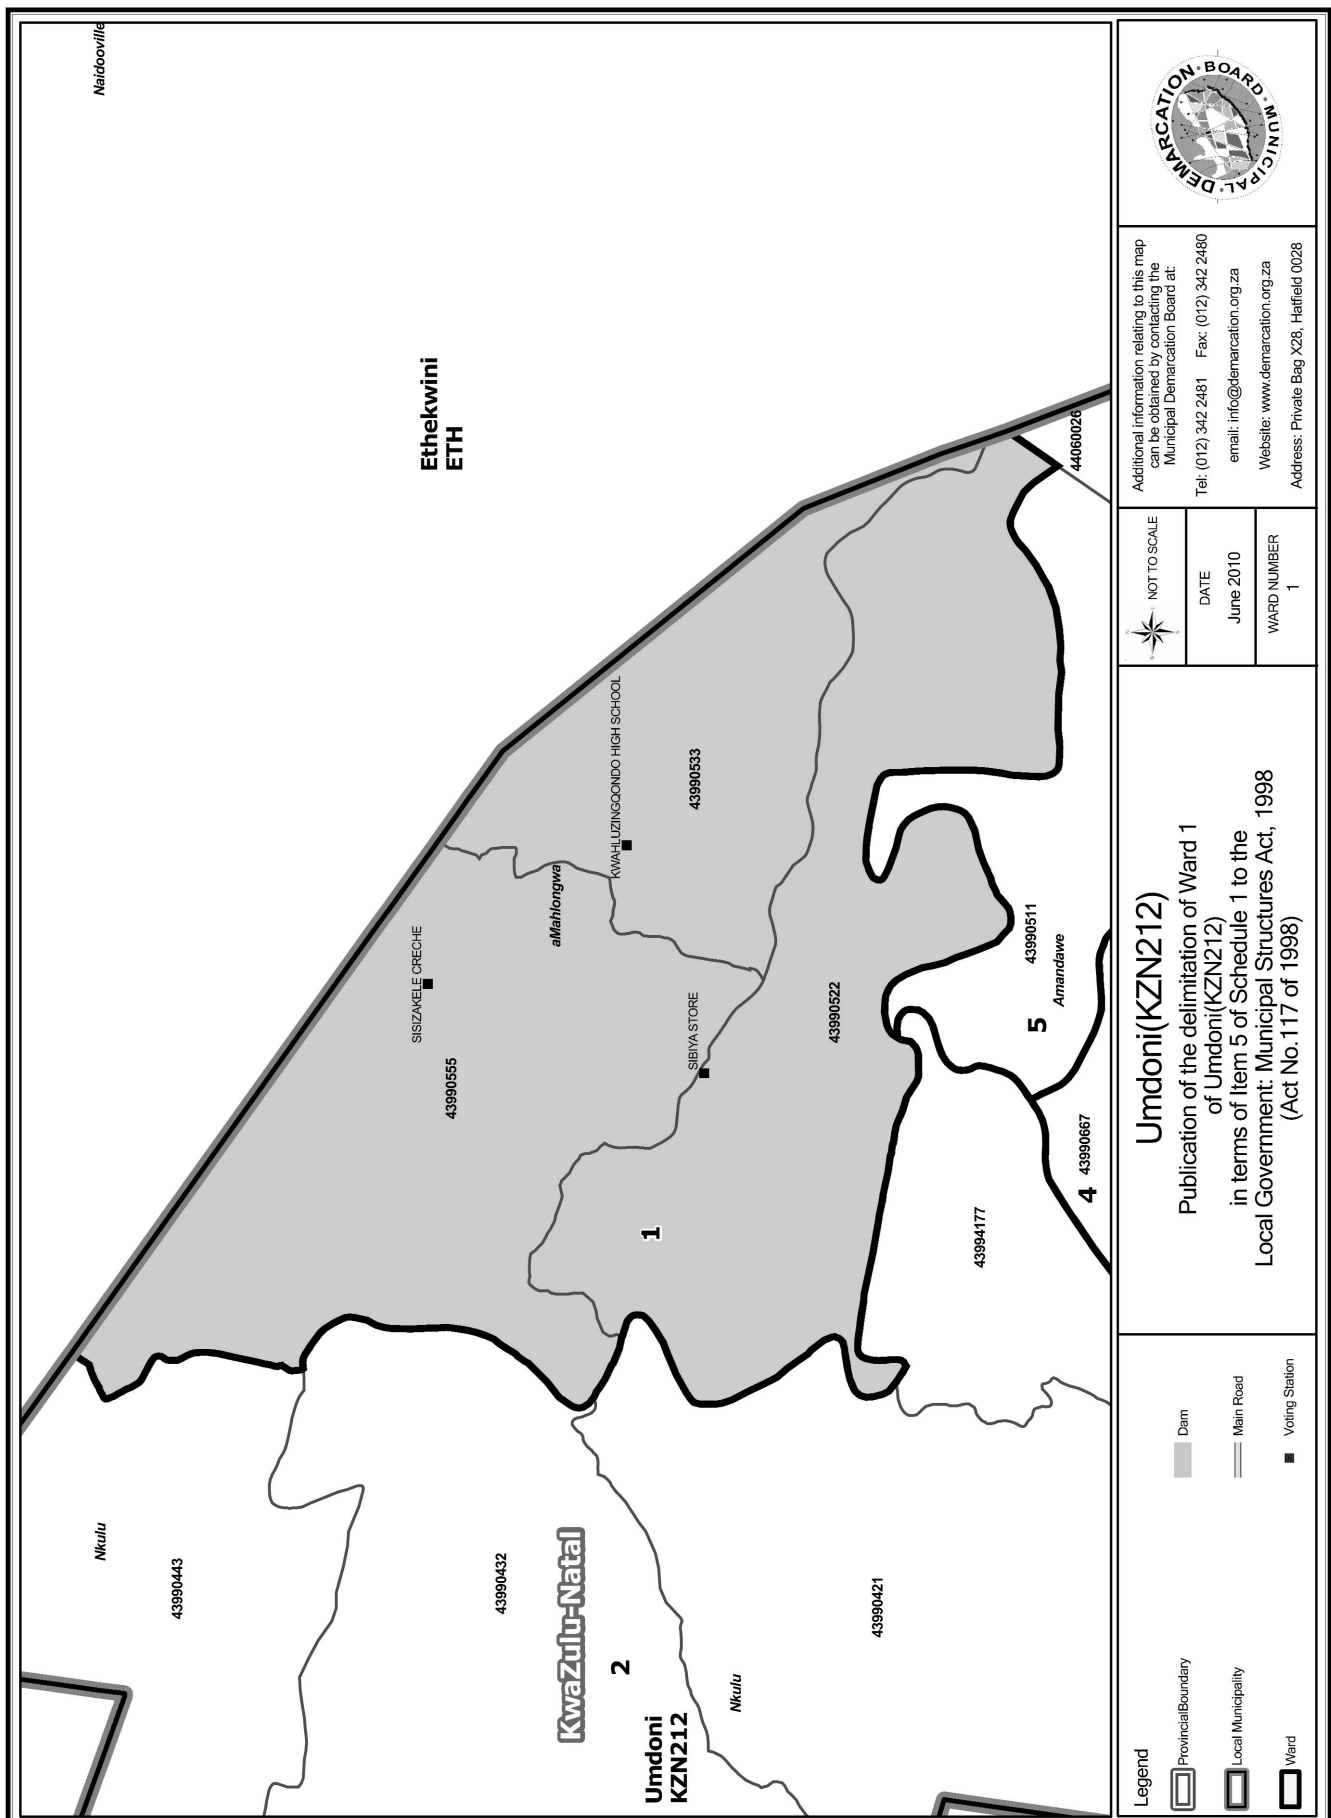 Naidooville
Ethekwini
ETH
Nkulu
43990443
43990432
KwaZulu-Natal
2
Umdoni
KZN212
Nkulu
43990421
SISIZAKELE CRECHE
43990555
aMahlongwa
KWAHLUZINGQONDO HIGH SCHOOL
43990533
SIBIYA STORE
1
43990522
43990511
Amandawe
5
43994177
4
43990667
44060026
Legend
ProvincialBoundary
Local Municipality
Ward
Dam
Main Road
Voting Station
Umdoni(KZN212)
Publication of the delimitation of Ward 1
of Umdoni(KZN212)
in terms of Item 5 of Schedule 1 to the
Local Government: Municipal Structures Act, 1998
(Act No.117 of 1998)
N
W
E
S
NOT TO SCALE
DATE
June 2010
WARD NUMBER
1
Additional information relating to this map
can be obtained by contacting the
Municipal Demarcation Board at:
Tel: (012) 342 2481 Fax: (012) 342 2480
email: info@demarcation.org.za
Website: www.demarcation.org.za
Address: Private Bag X28, Hatfield 0028
MUNICIPAL · DEMARCATION · BOARD ·